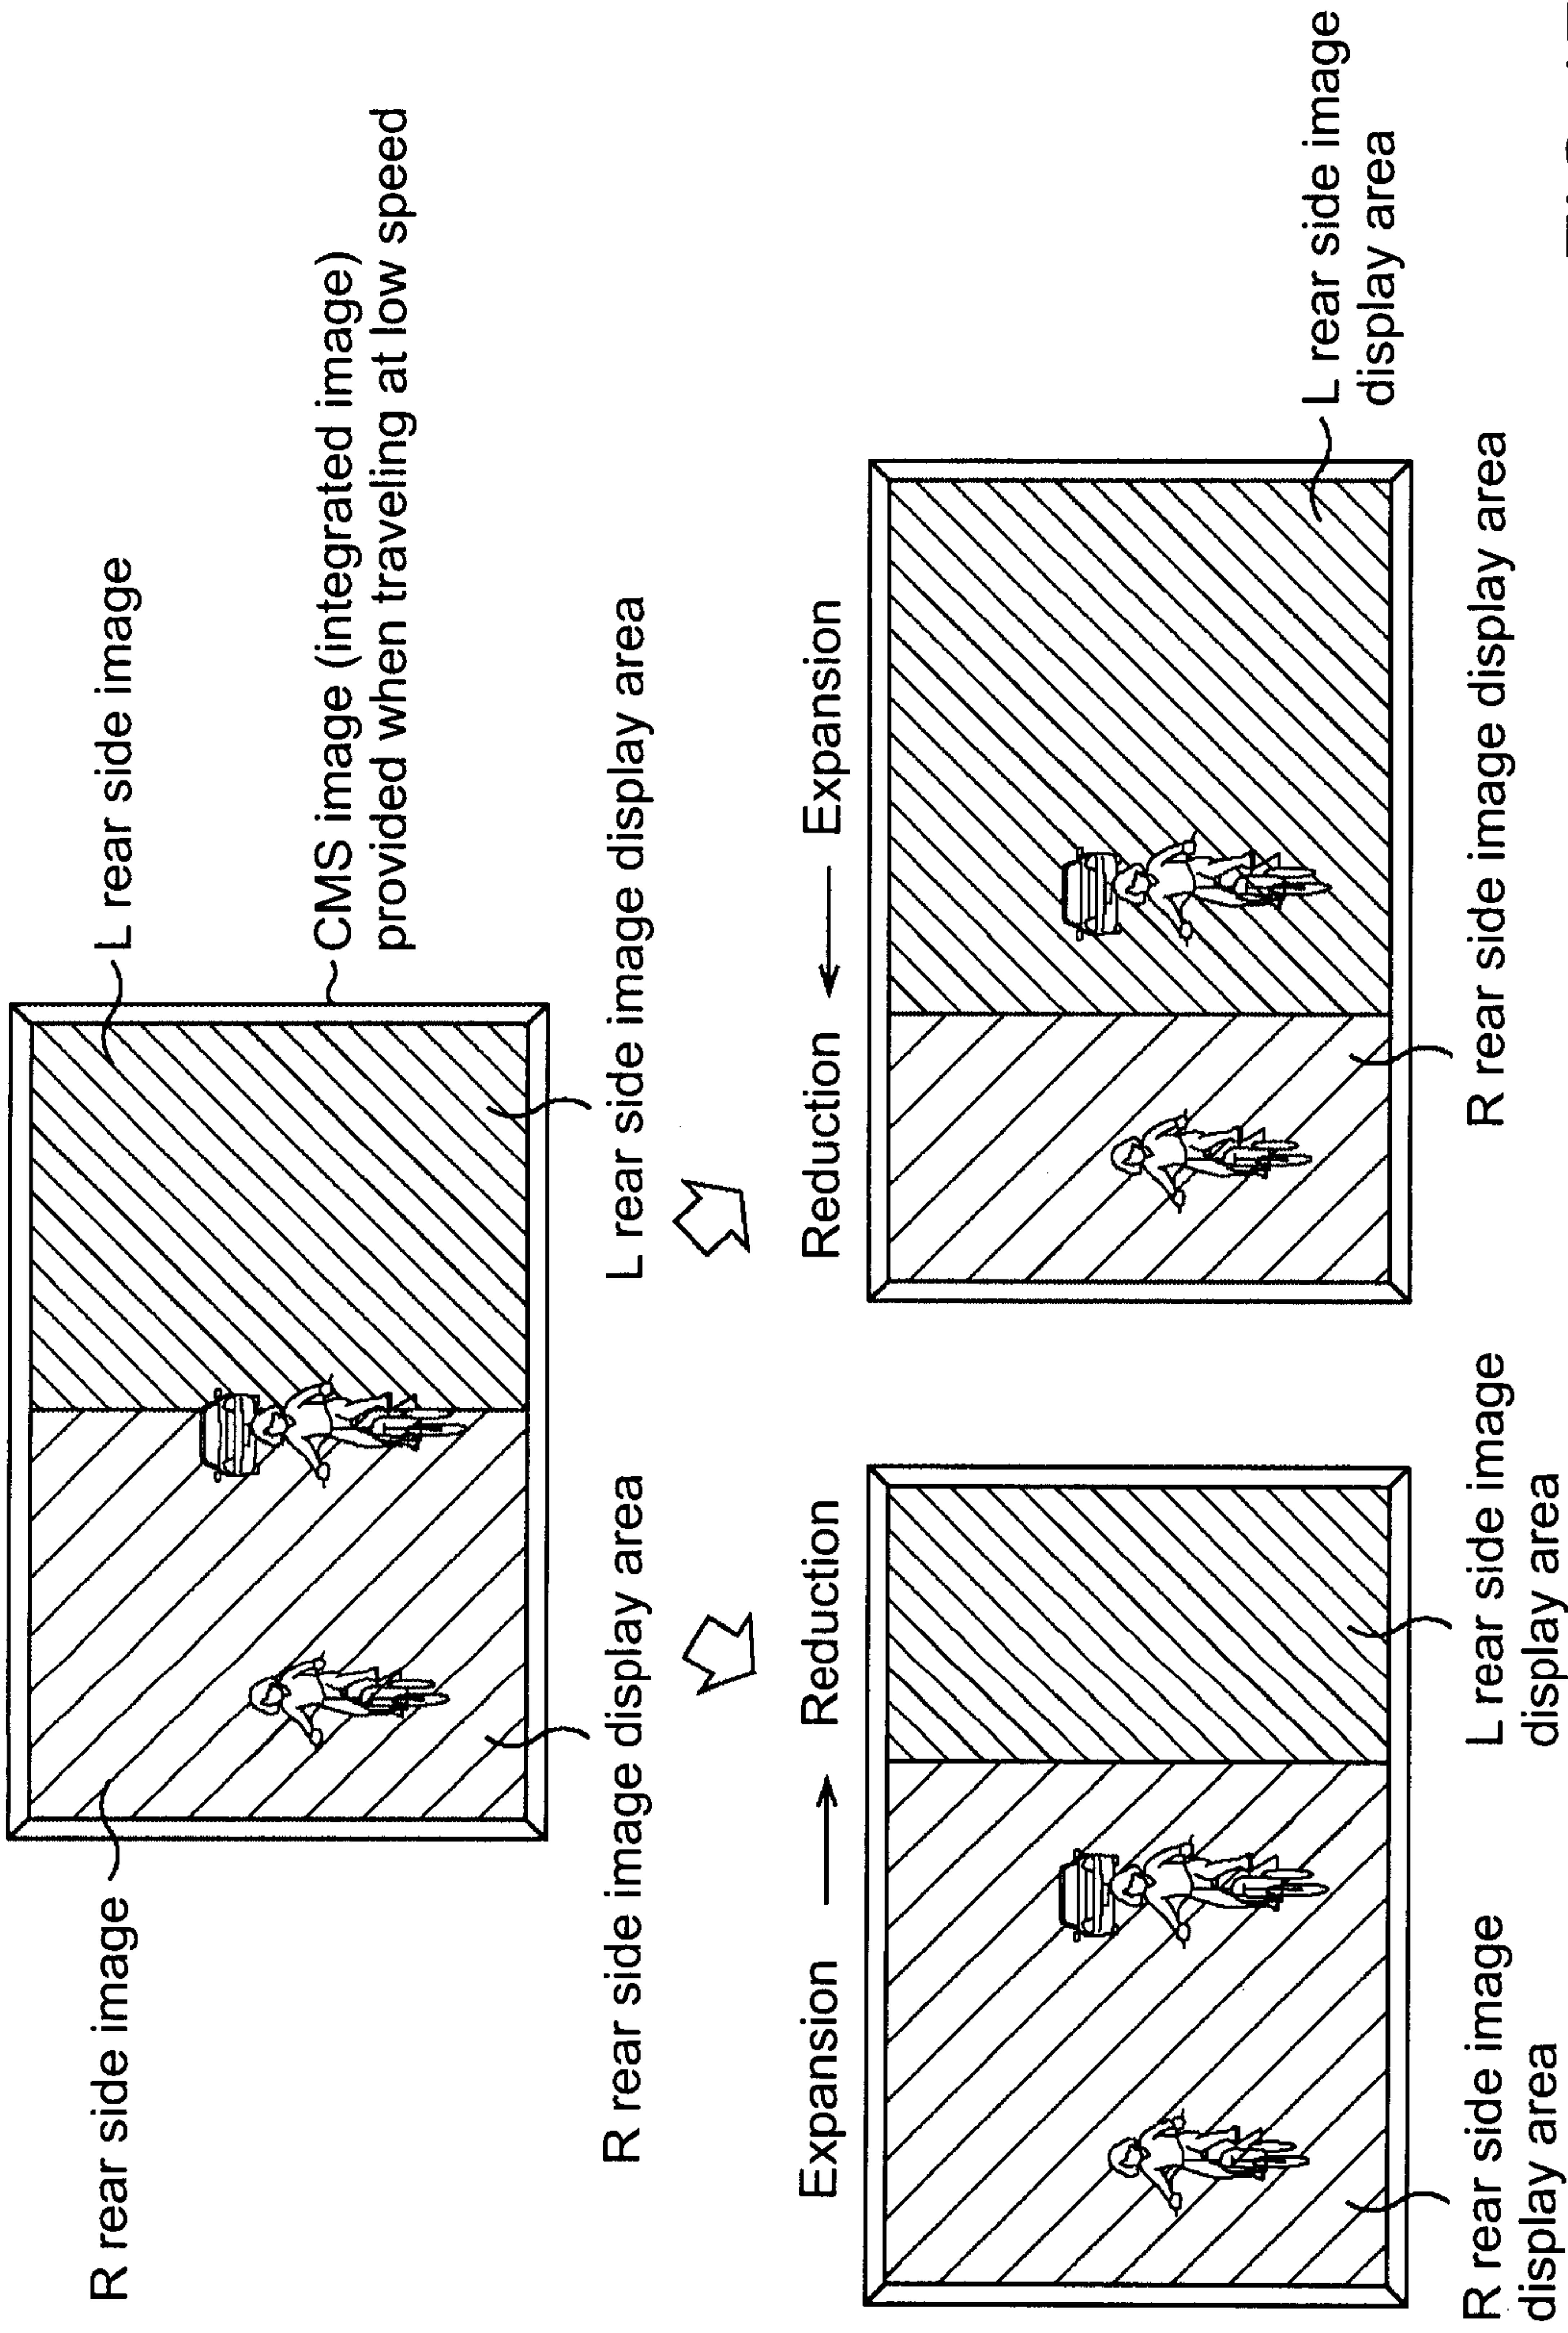 R rear side image
L rear side image
CMS image (integrated image)
provided when traveling at low speed
R rear side image display area
L rear side image display area
Expansion
Reduction
Reduction
Expansion
R rear side image
display area
L rear side image
display area
R rear side image display area
L rear side image
display area